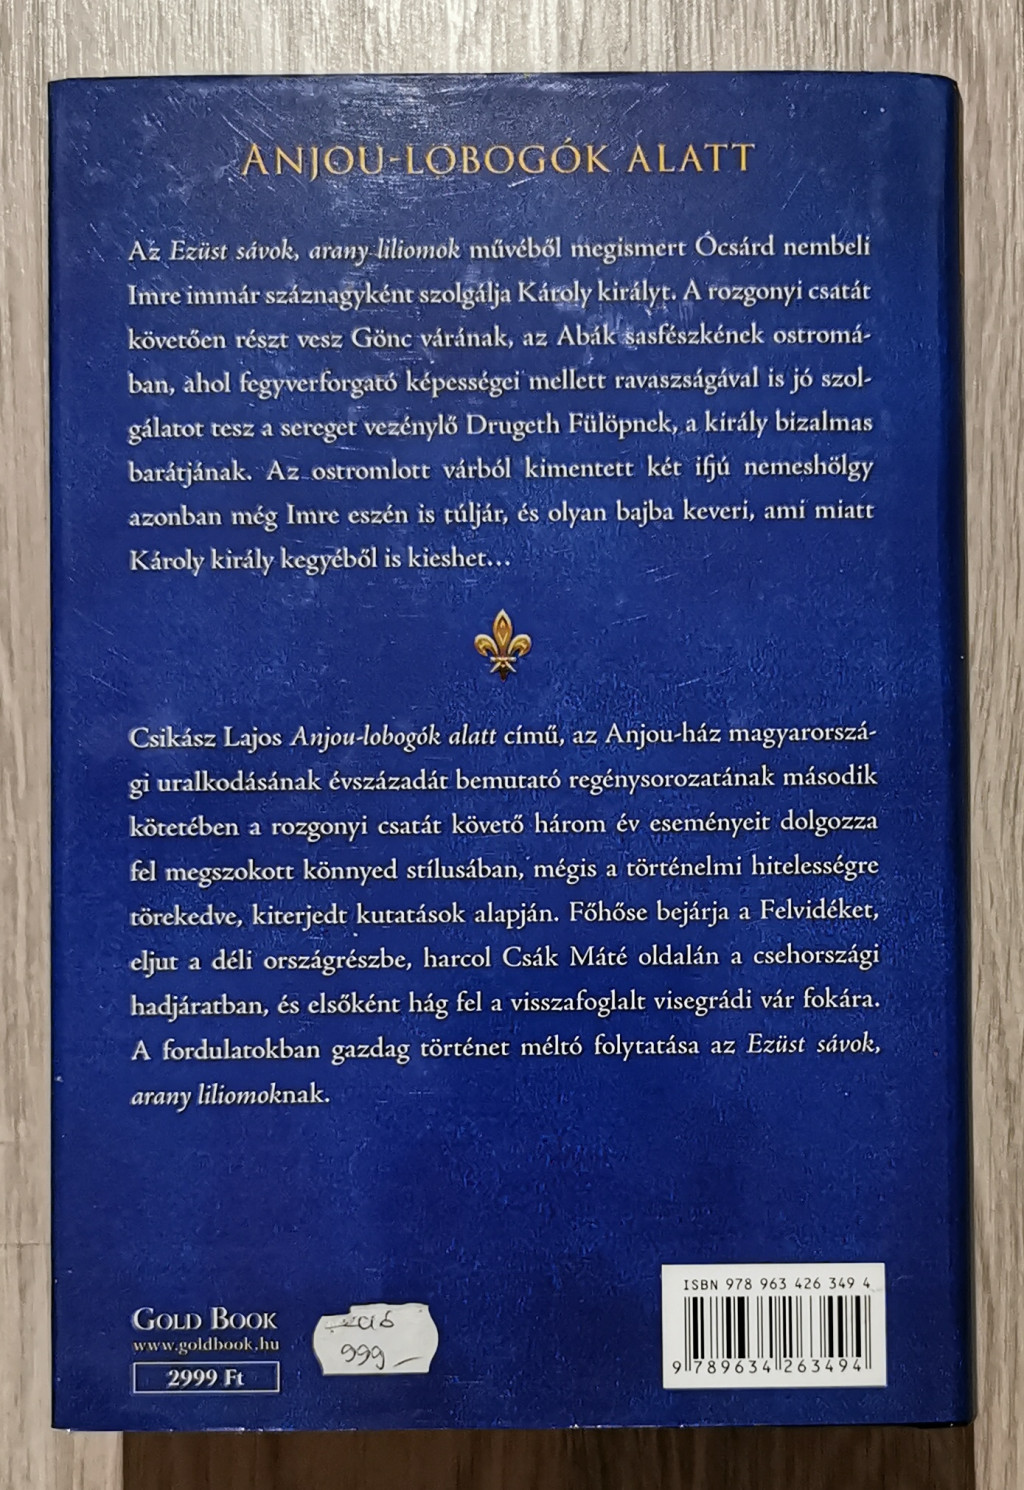 ANJOU-LOBOGÓK ALATT
Az Ezüst sávok, arany liliomok művéből megismert Ócsárd nembeli
Imre immár száznagyként szolgálja Károly királyt. A rozgonyi csatát
követően részt vesz Gönc várának, az Abák sasfészkének ostromá-
ban, ahol fegyverforgató képességei mellett ravaszságával is jó szol-
gálatot tesz a sereget vezénylő Drugeth Fülöpnek, a király bizalmas
barátjának. Az ostromlott várból kimentett két ifjú nemeshölgy
azonban még Imre eszén is túljár, és olyan bajba keveri, ami miatt
Károly király kegyéből is kieshet...
Csikász Lajos Anjou-lobogók alatt című, az Anjou-ház magyarorszá-
gi uralkodásának évszázadát bemutató regénysorozatának második
kötetében a rozgonyi csatát követő három év eseményeit dolgozza
fel megszokott könnyed stílusában, mégis a történelmi hitelességre
törekedve, kiterjedt kutatások alapján. Főhőse bejárja a Felvidéket,
eljut a déli országrészbe, harcol Csák Máté oldalán a csehországi
hadjáratban, és elsőként hág fel a visszafoglalt visegrádi vár fokára.
A fordulatokban gazdag történet méltó folytatása az Ezüst sávok,
arany liliomoknak.
GOLD BOOK
www.goldbook.hu
2999 Ft
999
ISBN 978 963 426 349 4
9 789634 263494